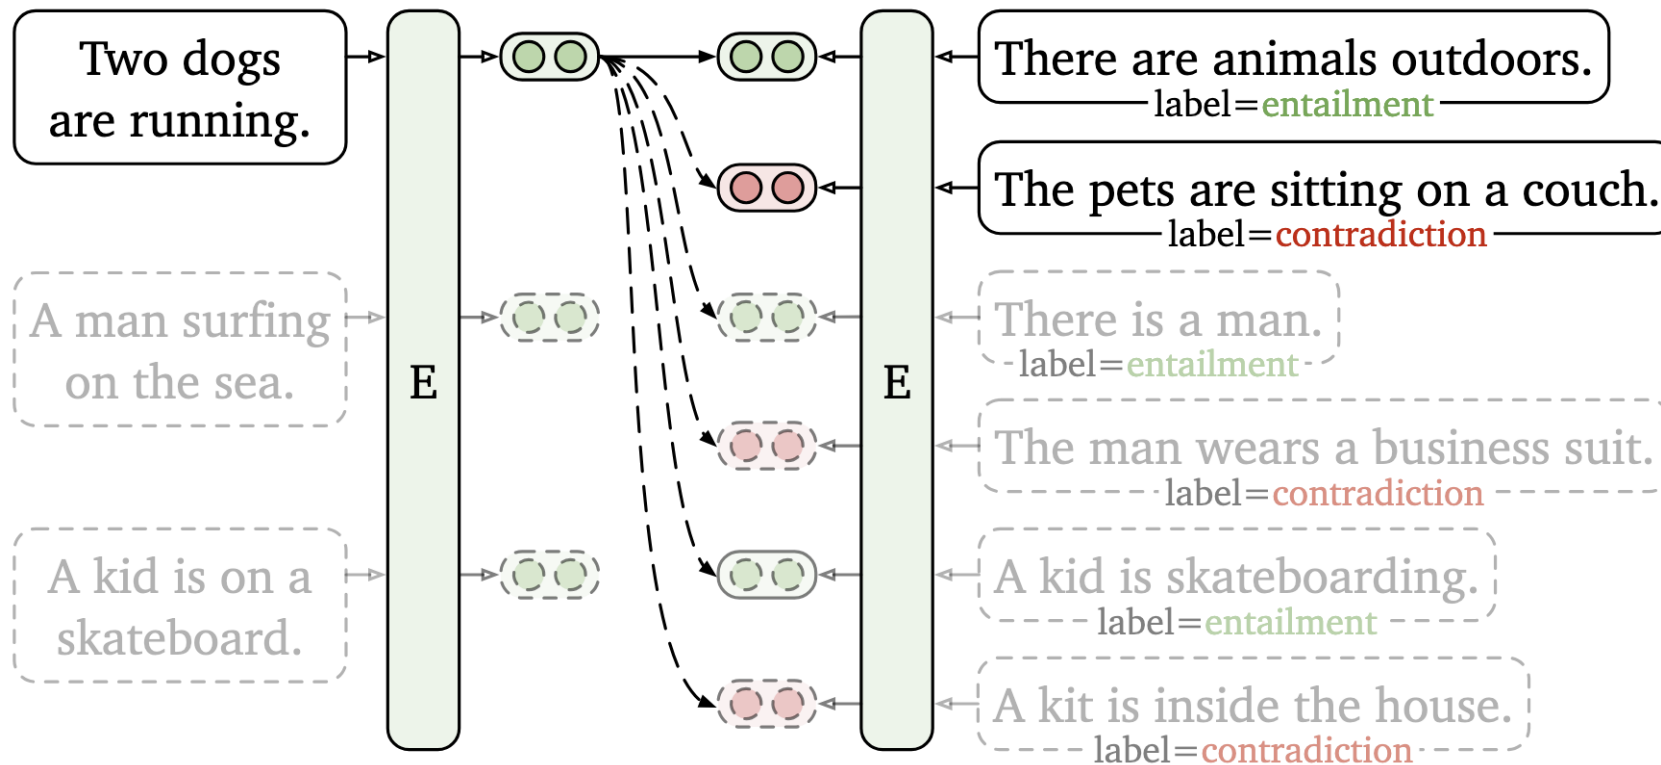 Two dogs
are running.
A man surfing
on the sea.
A kid is on a
skateboard.
E
E
There are animals outdoors.
label=entailment
The pets are sitting on a couch.
label=contradiction
There is a man.
label=entailment
The man wears a business suit.
label=contradiction
A kid is skateboarding.
label=entailment
A kit is inside the house.
label=contradiction